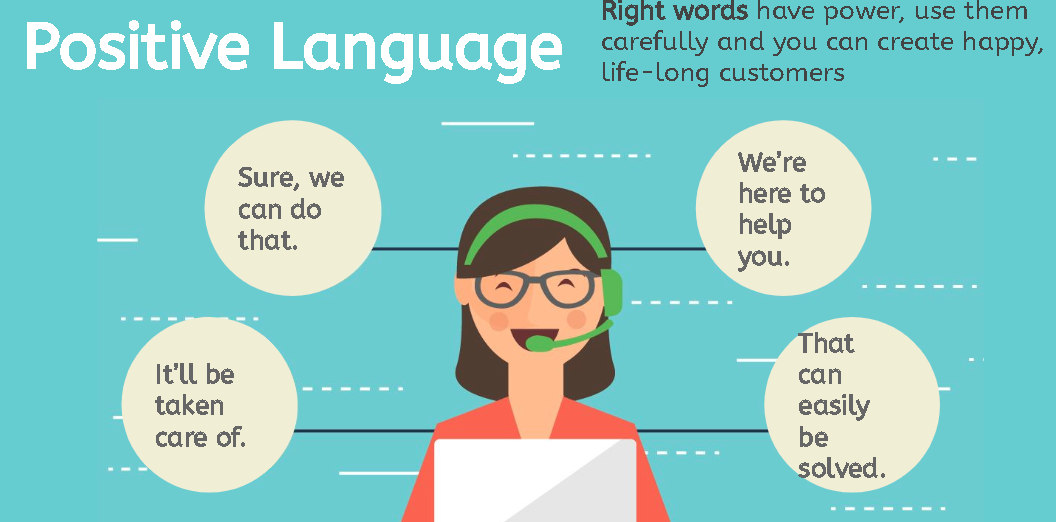 Positive Language
Right words have power, use them
carefully and you can create happy,
life-long customers
Sure, we
can do
that.
We're
here to
help
you.
It'll be
taken
care of.
That
can
easily
be
solved.